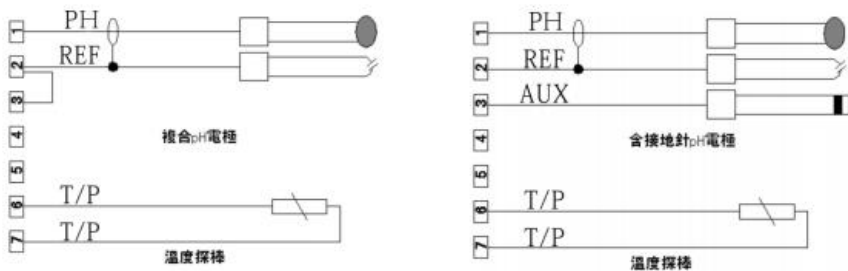 1 PH
2 REF
3
複合pH電極
4
5
6 T/P
7 T/P
溫度探棒
1 PH
2 REF
3 AUX
含接地針pH電極
4
5
6 T/P
7 T/P
溫度探棒